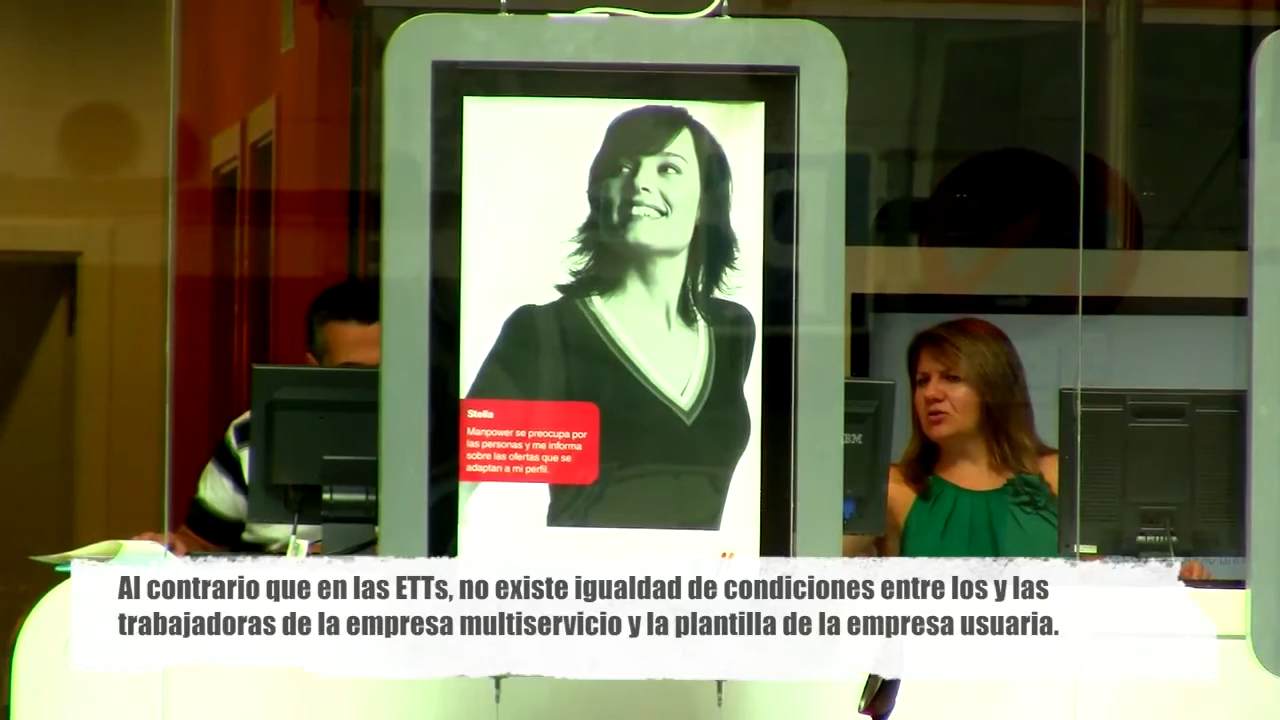 Stella
Manpower se preocupa por
las personas y me informa
sobre las ofertas que se
adaptan a mi perfil.
IBM
Al contrario que en las ETTs, no existe igualdad de condiciones entre los y las
trabajadoras de la empresa multiservicio y la plantilla de la empresa usuaria.